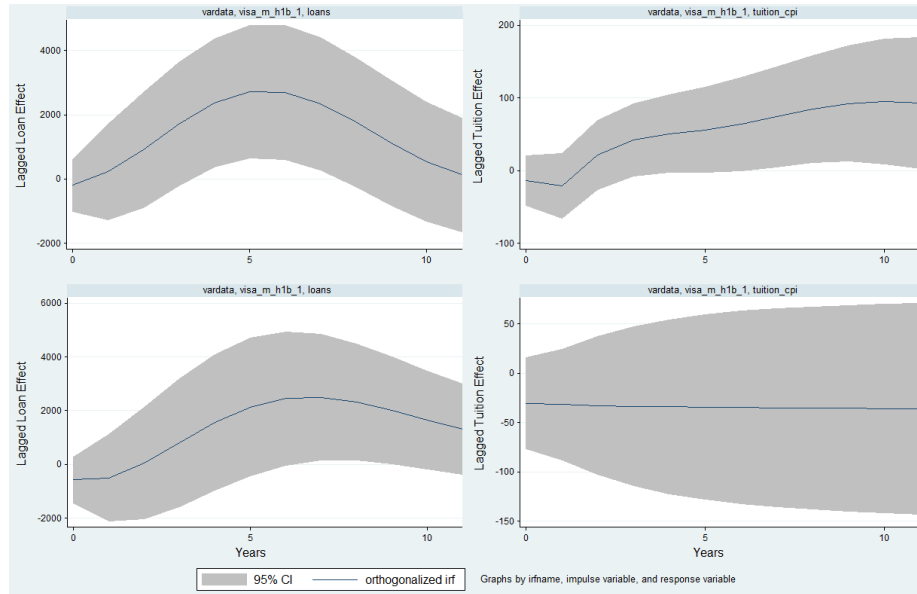 vardata, visa_m_h1b_1, loans
Lagged Loan Effect
4000
2000
0
-2000
0
5
10
vardata, visa_m_h1b_1, tuition_cpi
Lagged Tuition Effect
200
100
0
-100
0
5
10
vardata, visa_m_h1b_1, loans
Lagged Loan Effect
6000
4000
2000
0
-2000
0
5
10
Years
vardata, visa_m_h1b_1, tuition_cpi
Lagged Tuition Effect
50
0
-50
-100
-150
0
5
10
Years
95% CI
orthogonalized irf
Graphs by irfname, impulse variable, and response variable